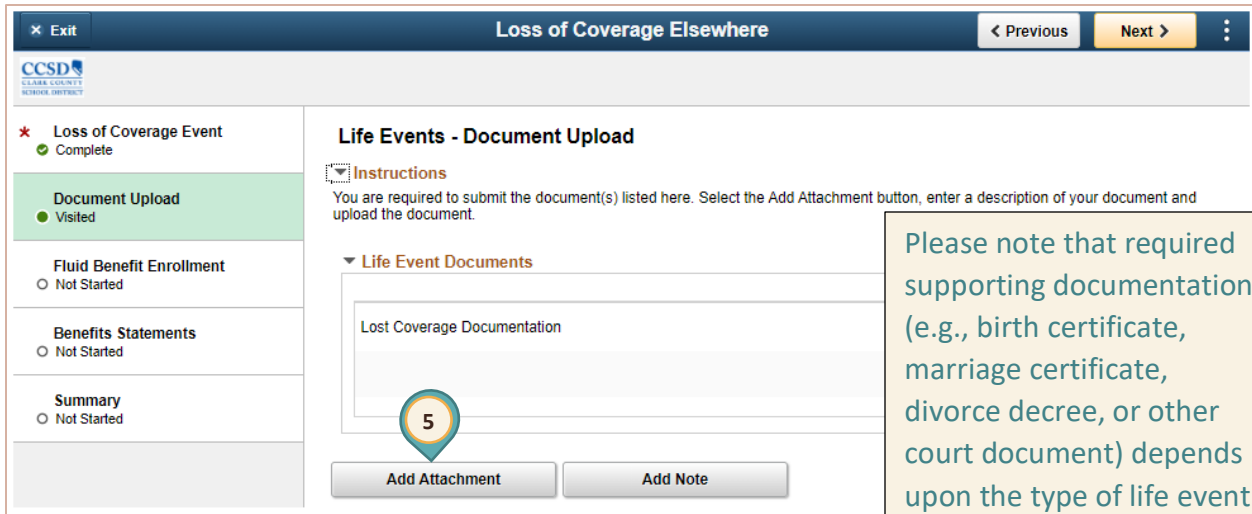 × Exit
Loss of Coverage Elsewhere
Previous
Next
CCSD
CLARK COUNTY
SCHOOL DISTRICT
* Loss of Coverage Event
Complete
Document Upload
Visited
Fluid Benefit Enrollment
Not Started
Benefits Statements
Not Started
Summary
Not Started
Life Events - Document Upload
Instructions
You are required to submit the document(s) listed here. Select the Add Attachment button, enter a description of your document and
upload the document.
Life Event Documents
Lost Coverage Documentation
5
Add Attachment
Add Note
Please note that required
supporting documentation
(e.g., birth certificate,
marriage certificate,
divorce decree, or other
court document) depends
upon the type of life event